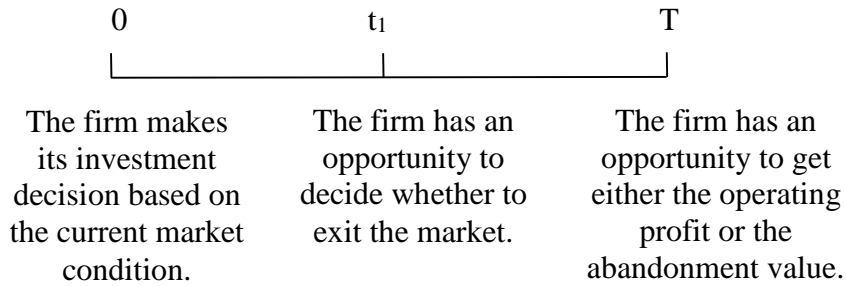 0 t₁ T
The firm makes
its investment
decision based on
the current market
condition.
The firm has an
opportunity to
decide whether to
exit the market.
The firm has an
opportunity to get
either the operating
profit or the
abandonment value.